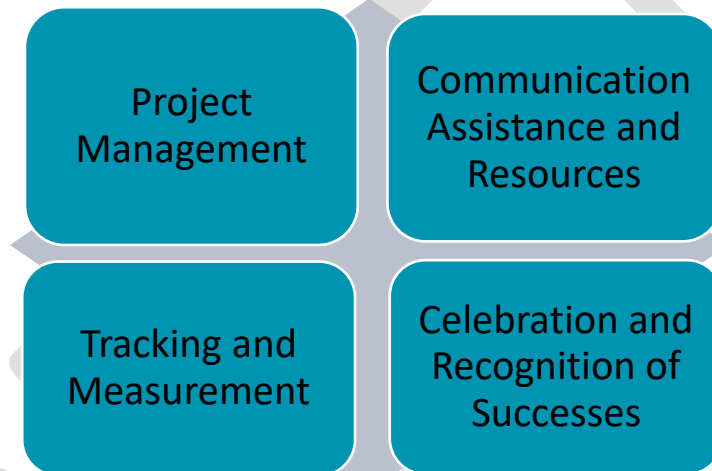 Project
Management
Communication
Assistance and
Resources
Tracking and
Measurement
Celebration and
Recognition of
Successes